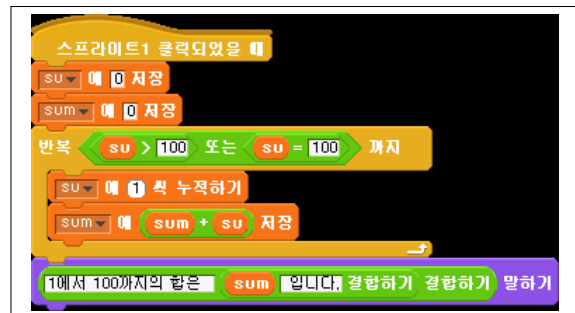 스프라이트1 클릭되었을 때
su 에 0 저장
sum 에 0 저장
반복 su > 100 또는 su = 100 까지
su 에 1 씩 누적하기
sum 에 sum + su 저장
1에서 100까지의 합은 sum 입니다. 결합하기 결합하기 말하기